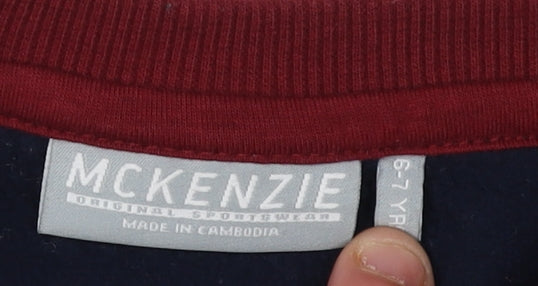 MCKENZIE
ORIGINAL SPORTSWEAR
MADE IN CAMBODIA
6-7 YR